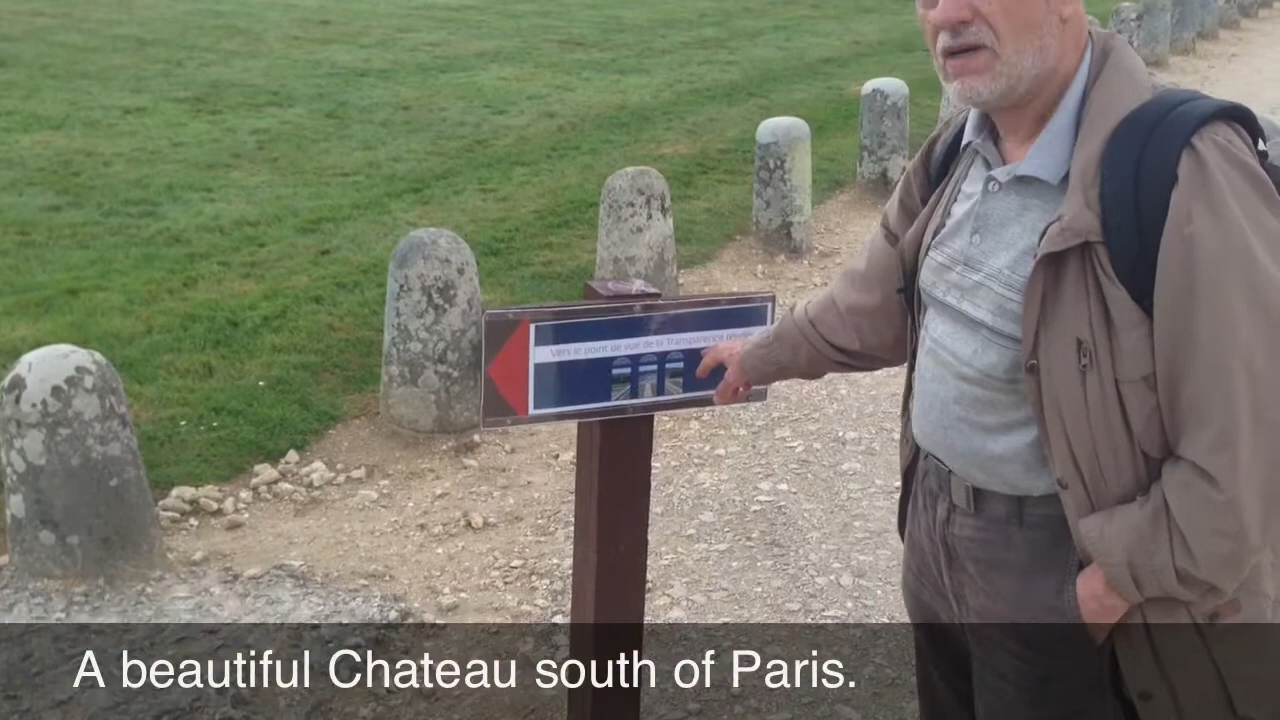 Vers le point de vue de la Transparence
A beautiful Chateau south of Paris.